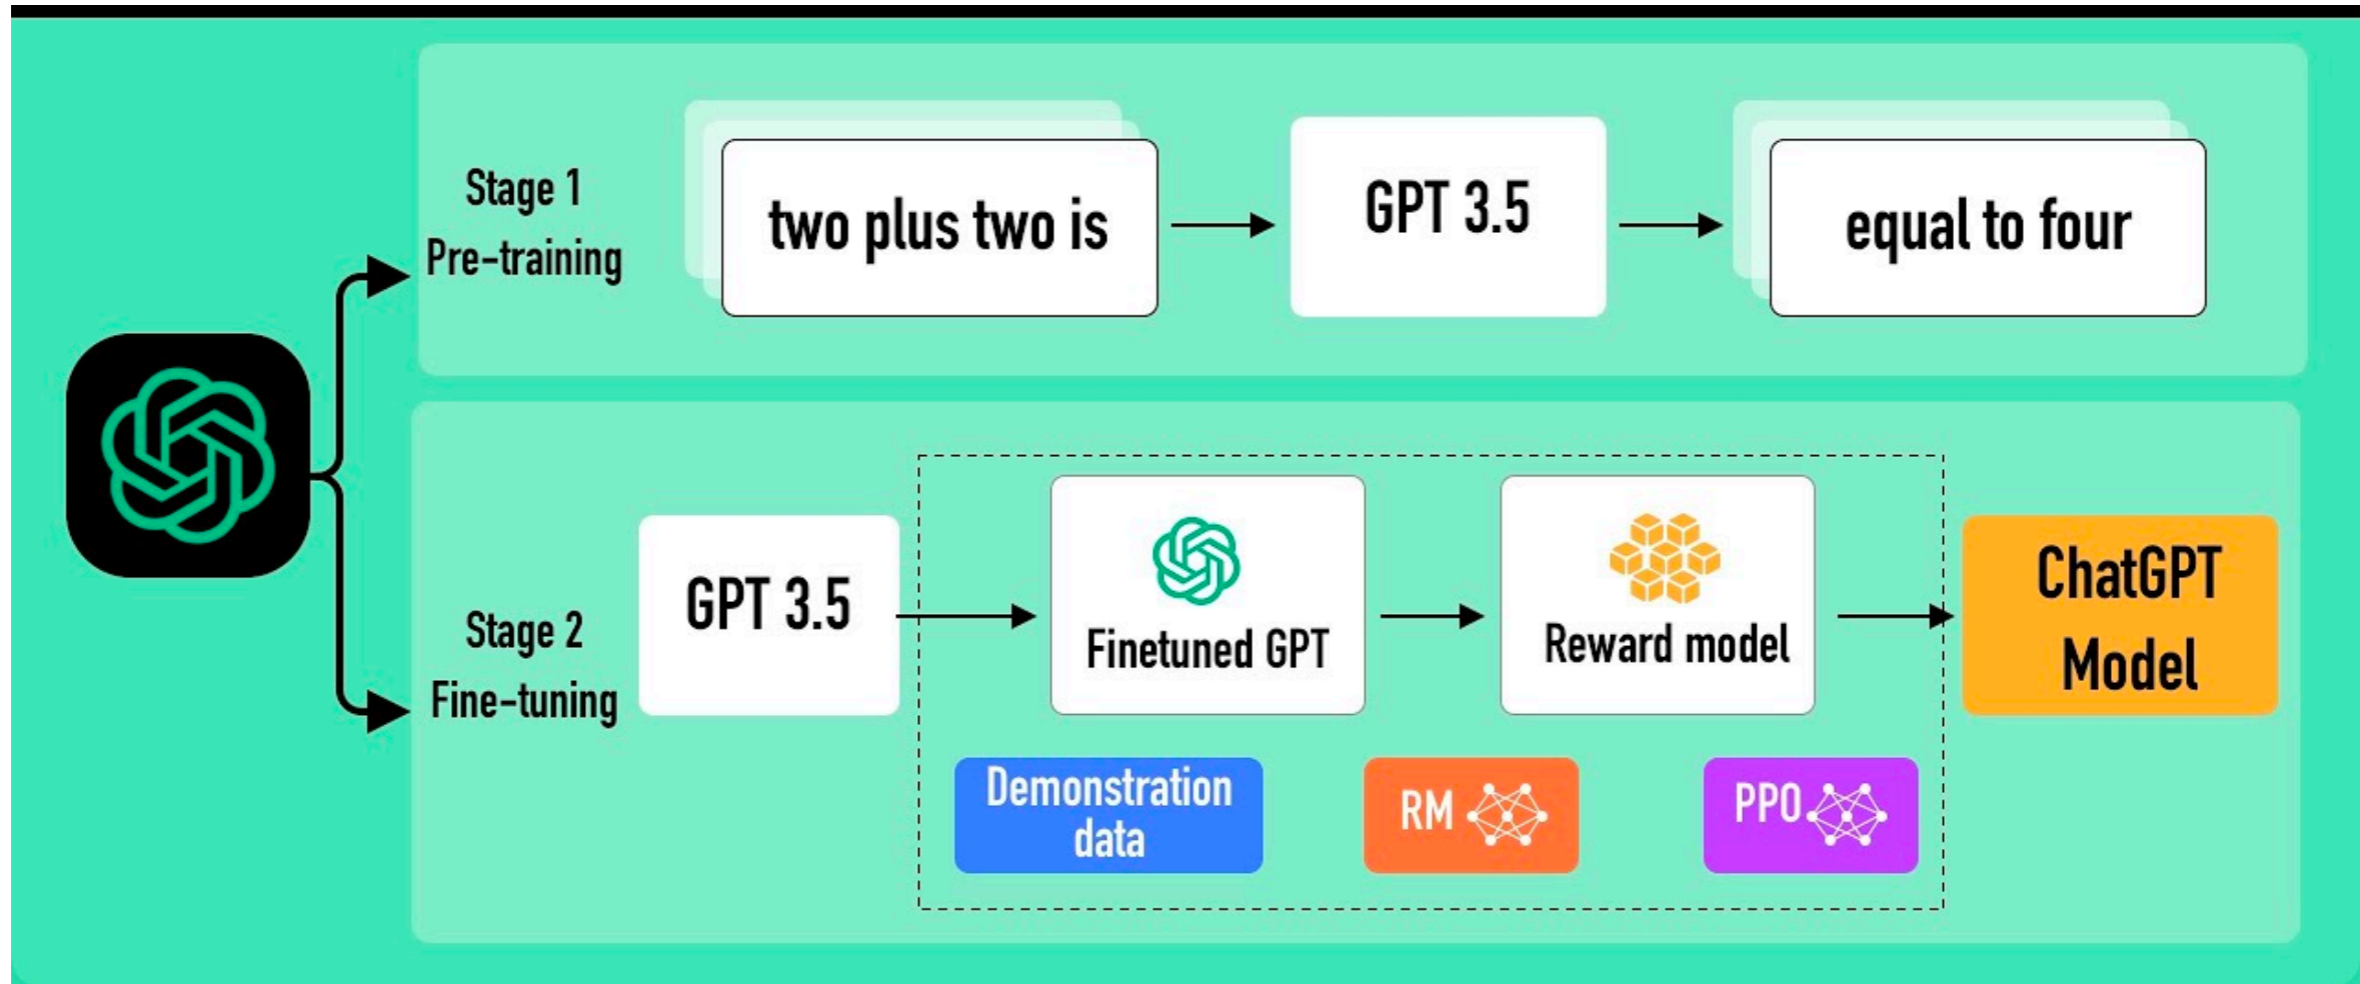 Stage 1
Pre-training
two plus two is
GPT 3.5
equal to four
Stage 2
Fine-tuning
GPT 3.5
Finetuned GPT
Reward model
ChatGPT
Model
Demonstration
data
RM
PPO